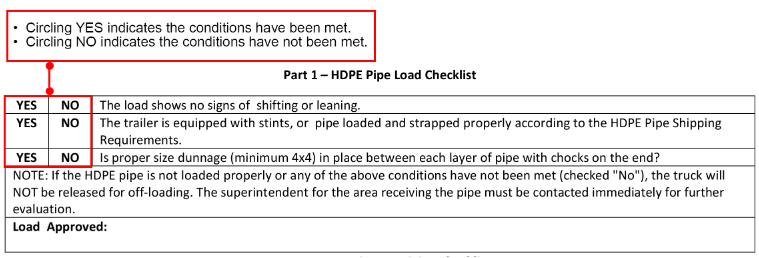 • Circling YES indicates the conditions have been met.
• Circling NO indicates the conditions have not been met.
Part 1 – HDPE Pipe Load Checklist
YES NO The load shows no signs of shifting or leaning.
YES NO The trailer is equipped with stints, or pipe loaded and strapped properly according to the HDPE Pipe Shipping
Requirements.
YES NO Is proper size dunnage (minimum 4x4) in place between each layer of pipe with chocks on the end?
NOTE: If the HDPE pipe is not loaded properly or any of the above conditions have not been met (checked "No"), the truck will
NOT be released for off-loading. The superintendent for the area receiving the pipe must be contacted immediately for further
evaluation.
Load Approved: